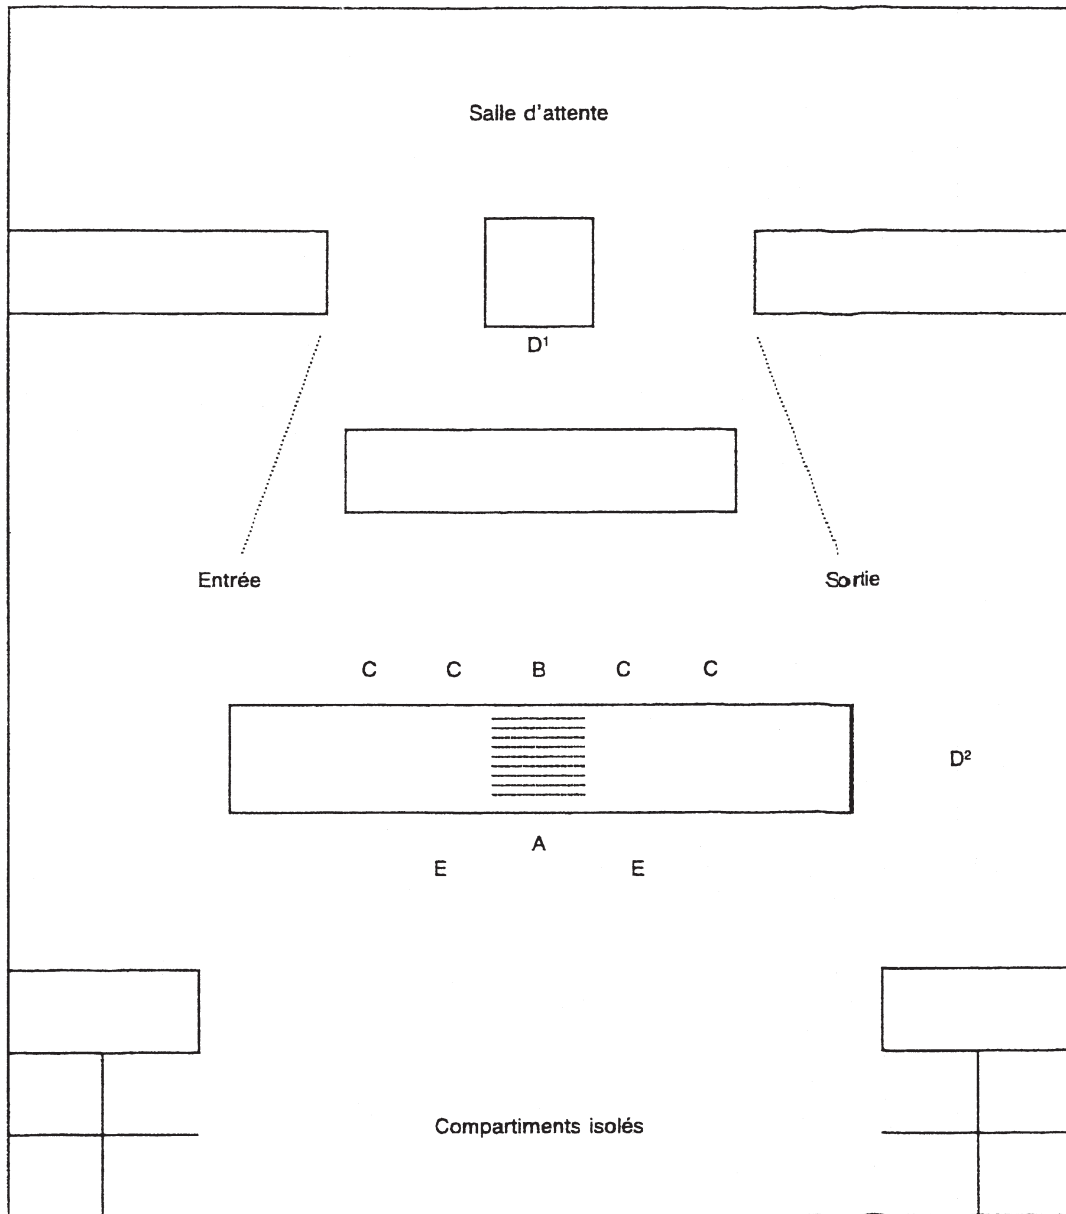 Salle d'attente
D¹
Entrée
Sortie
C C B C C
D²
A
E E
Compartiments isolés